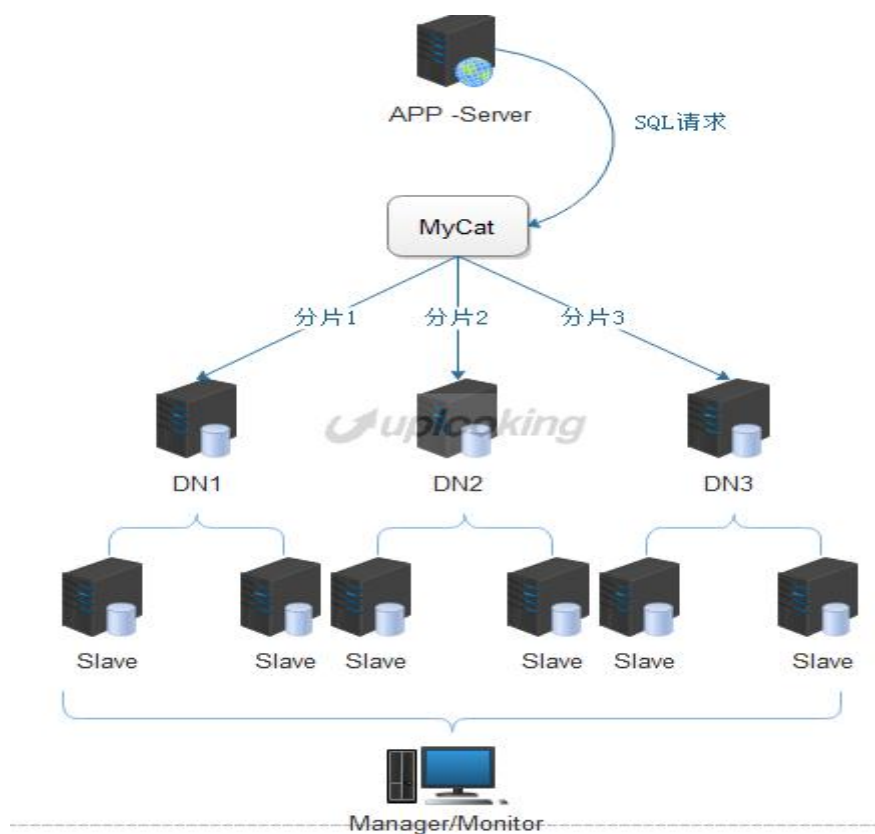 APP -Server
SQL请求
MyCat
分片1 分片2 分片3
uplooking
DN1 DN2 DN3
Slave Slave Slave Slave Slave Slave
Manager/Monitor